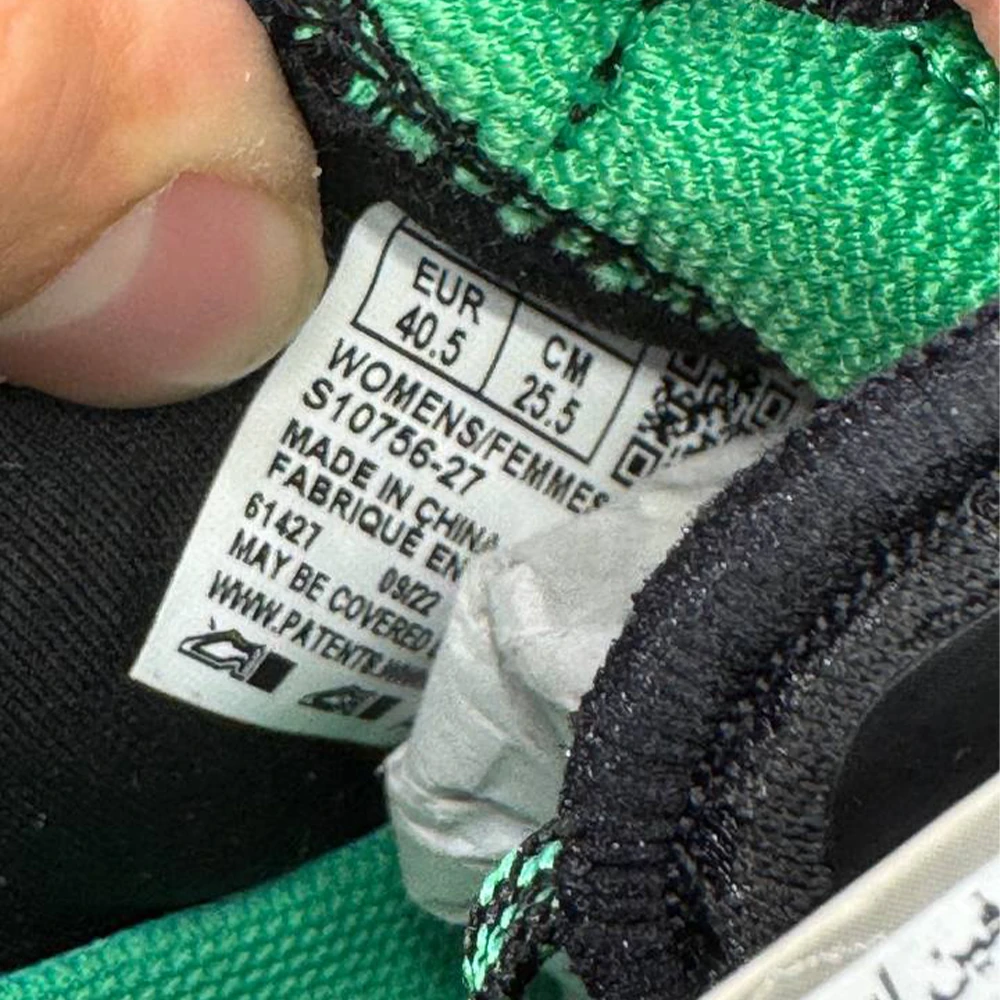 EUR
40.5
CM
25.5
WOMENS/FEMMES
S10756-27
MADE IN CHINA
FABRIQUÉ EN
61427
09/22
MAY BE COVERED
WWW.PATENTS.